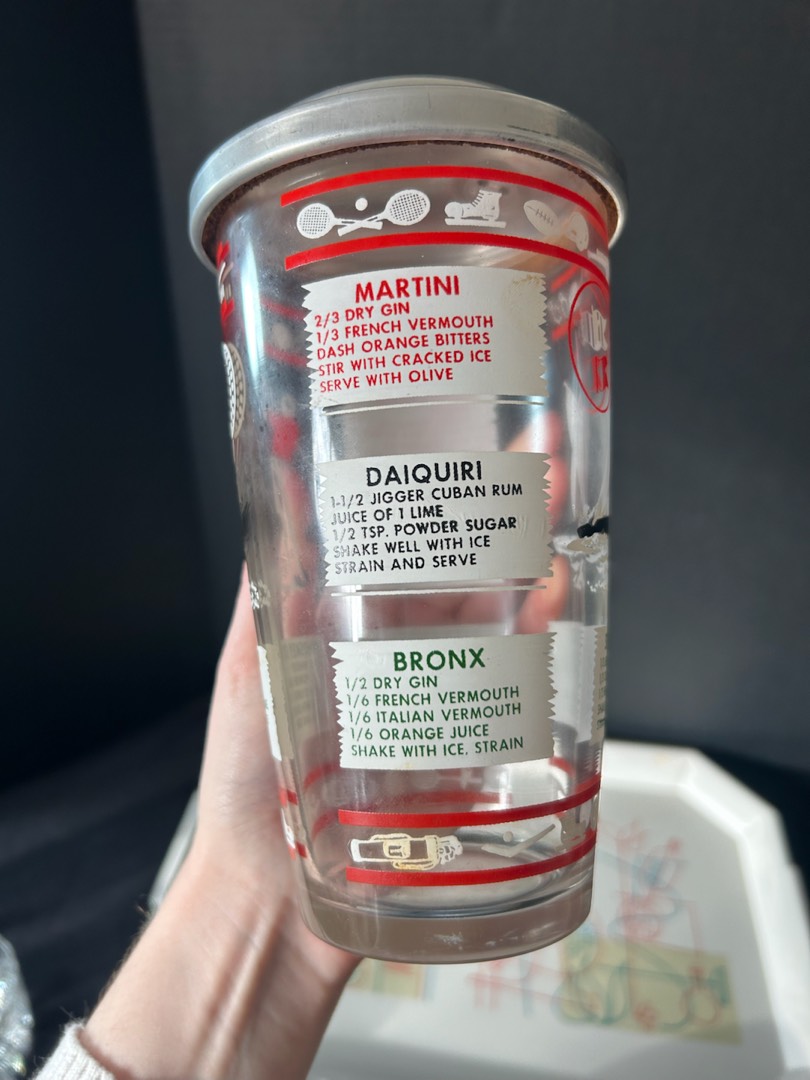 MARTINI
2/3 DRY GIN
1/3 FRENCH VERMOUTH
DASH ORANGE BITTERS
STIR WITH CRACKED ICE
SERVE WITH OLIVE
DAIQUIRI
1-1/2 JIGGER CUBAN RUM
JUICE OF 1 LIME
1/2 TSP. POWDER SUGAR
SHAKE WELL WITH ICE
STRAIN AND SERVE
BRONX
1/2 DRY GIN
1/6 FRENCH VERMOUTH
1/6 ITALIAN VERMOUTH
1/6 ORANGE JUICE
SHAKE WITH ICE. STRAIN